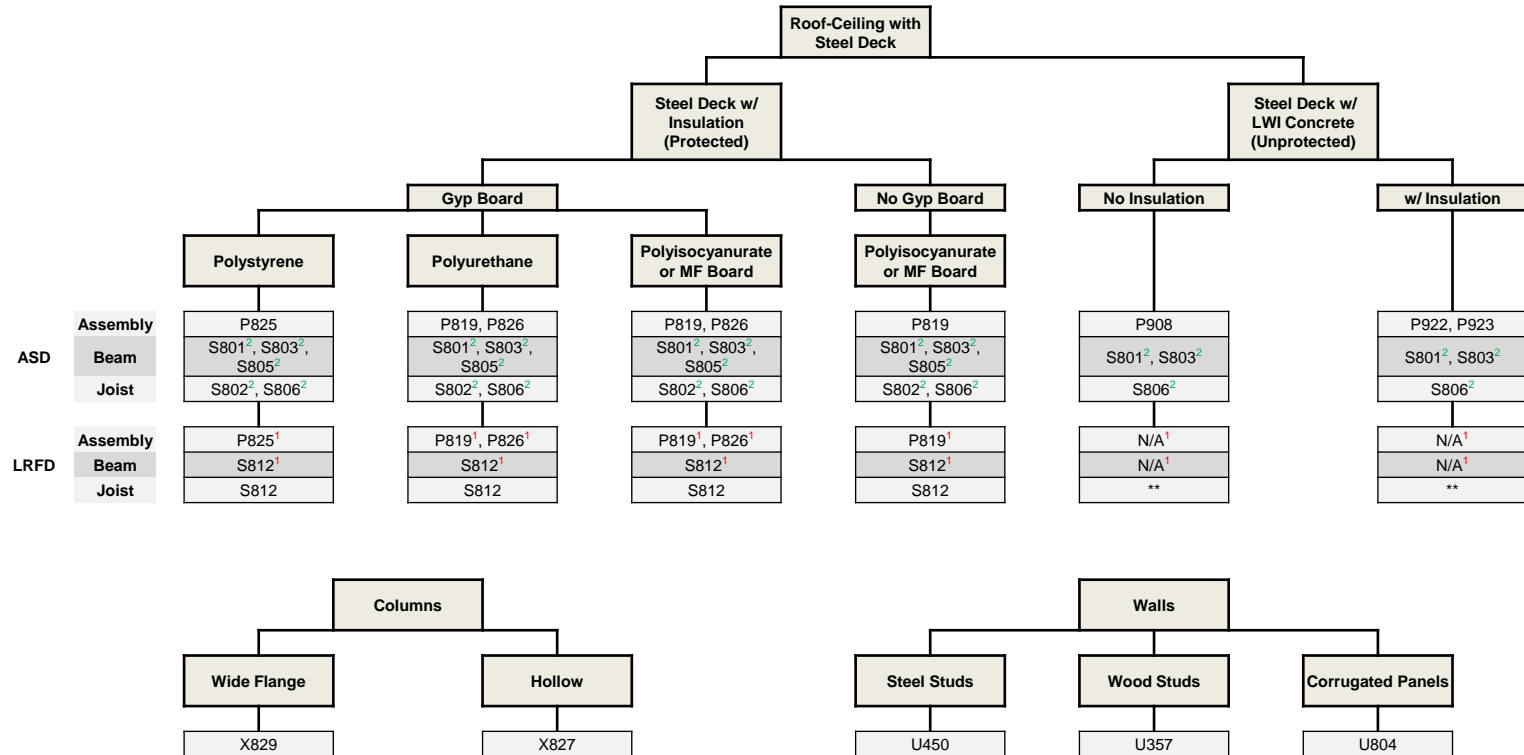 Roof-Ceiling with
Steel Deck
Steel Deck w/
Insulation
(Protected)
Steel Deck w/
LWI Concrete
(Unprotected)
Gyp Board
No Gyp Board
No Insulation
w/ Insulation
Polystyrene
Polyurethane
Polyisocyanurate
or MF Board
Polyisocyanurate
or MF Board
ASD
Assembly
P825
P819, P826
P819, P826
P819
P908
P922, P923
Beam
S801², S803²,
S805²
S801², S803²,
S805²
S801², S803²,
S805²
S801², S803²,
S805²
S801², S803²
S801², S803²
Joist
S802², S806²
S802², S806²
S802², S806²
S802², S806²
S806²
S806²
LRFD
Assembly
P825¹
P819¹, P826¹
P819¹, P826¹
P819¹
N/A¹
N/A¹
Beam
S812¹
S812¹
S812¹
S812¹
N/A¹
N/A¹
Joist
S812
S812
S812
S812
**
**
Columns
Walls
Wide Flange
Hollow
Steel Studs
Wood Studs
Corrugated Panels
X829
X827
U450
U357
U804